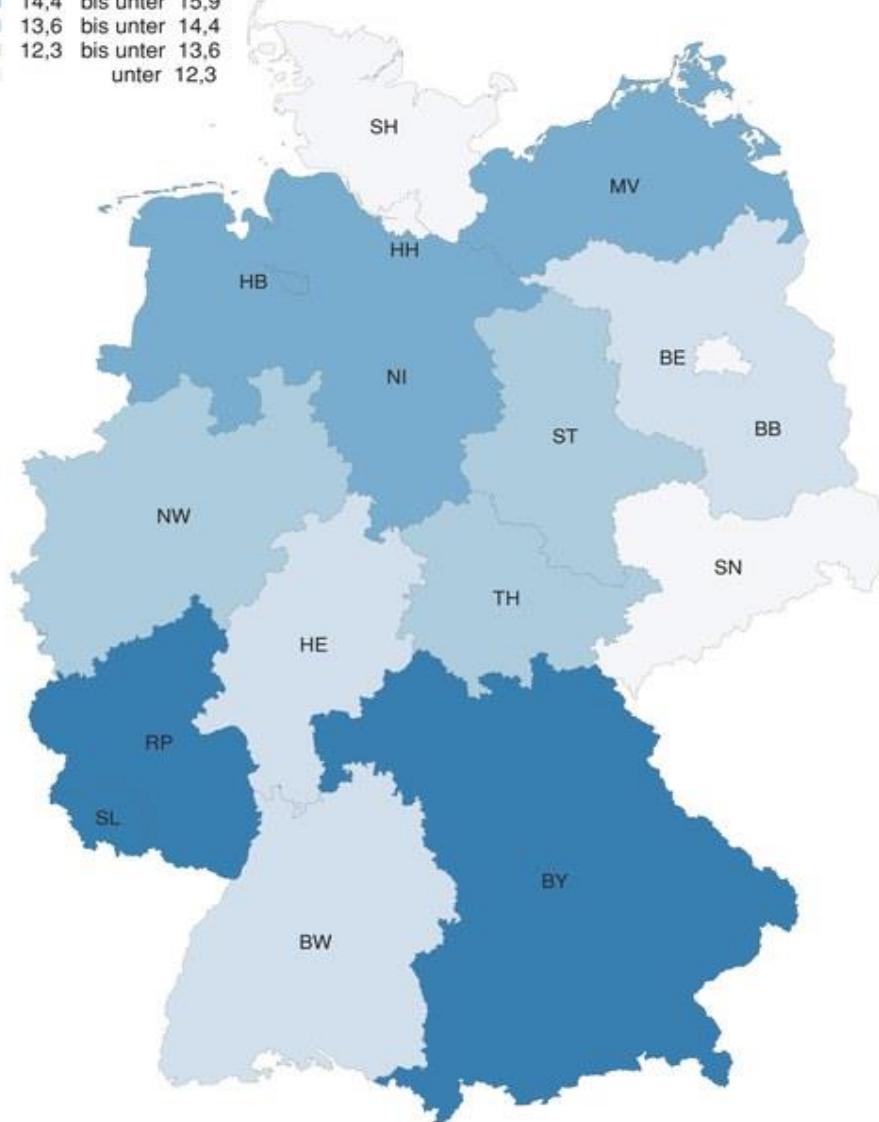 14,4 bis unter 15,9
13,6 bis unter 14,4
12,3 bis unter 13,6
unter 12,3
SH
MV
HH
HB
BE
NI
BB
ST
NW
SN
TH
HE
RP
SL
BY
BW